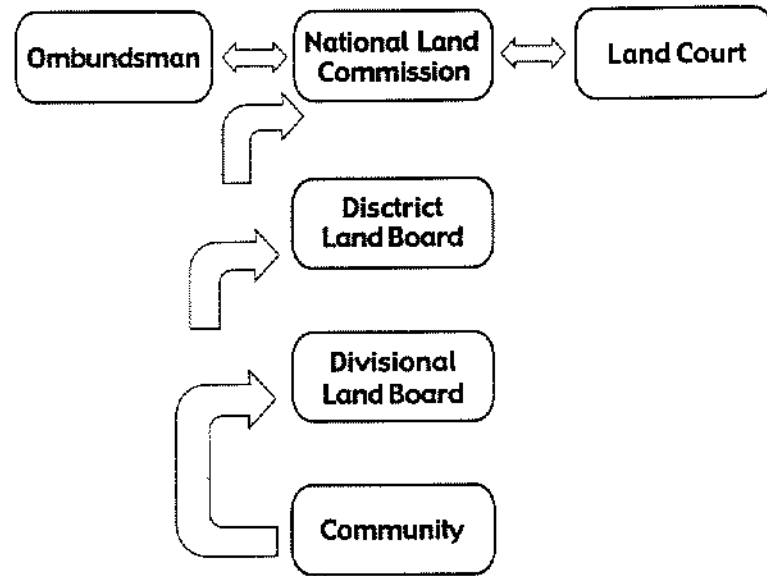 Ombundsman
National Land
Commission
Land Court
Disctrict
Land Board
Divisional
Land Board
Community